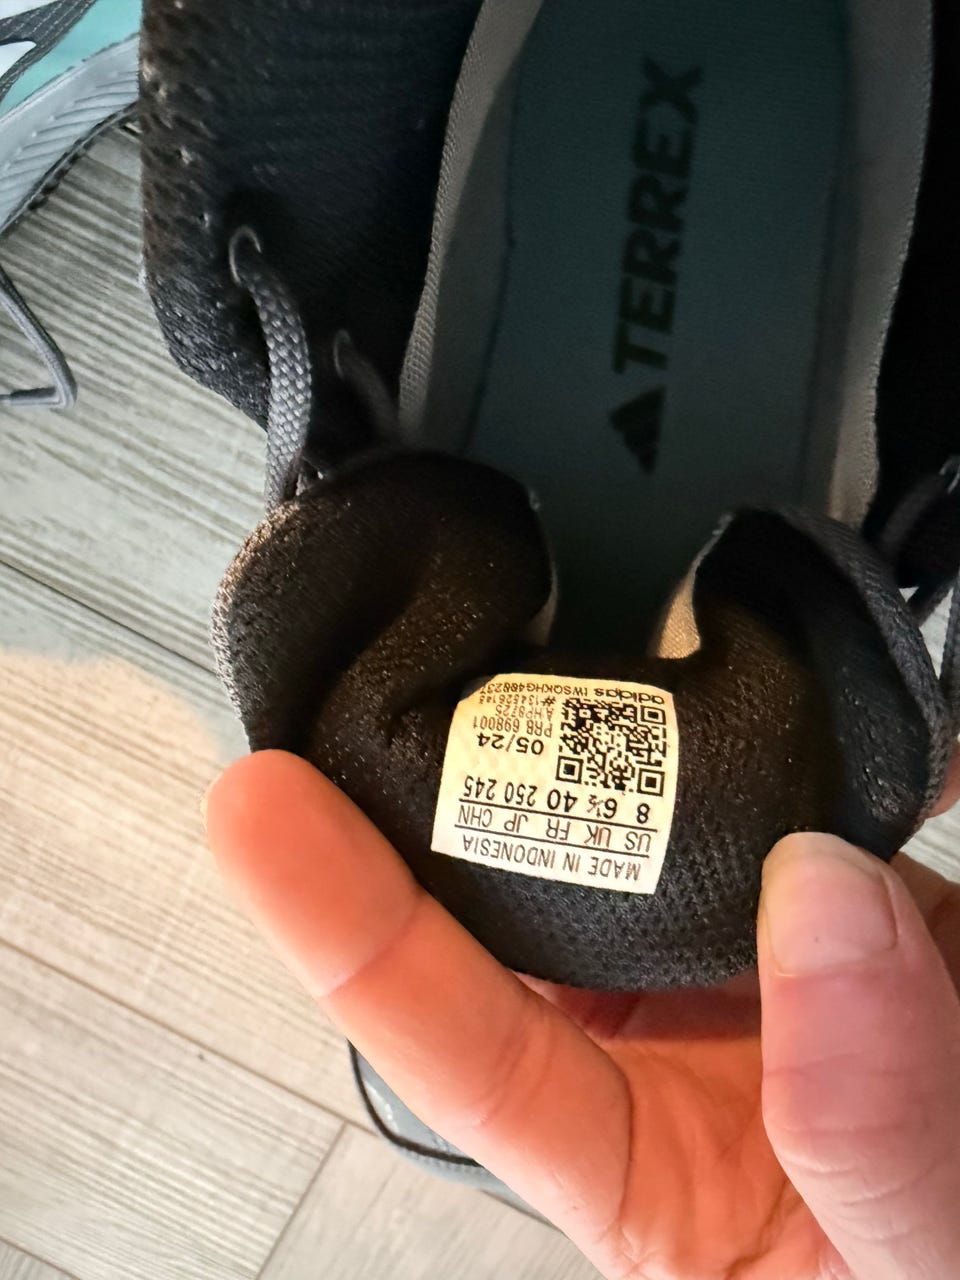 TERREX
MADE IN INDONESIA
US UK FR JP CHN
8 6½ 40 250 245
05/24
PRB 698001
#134526145
adidas